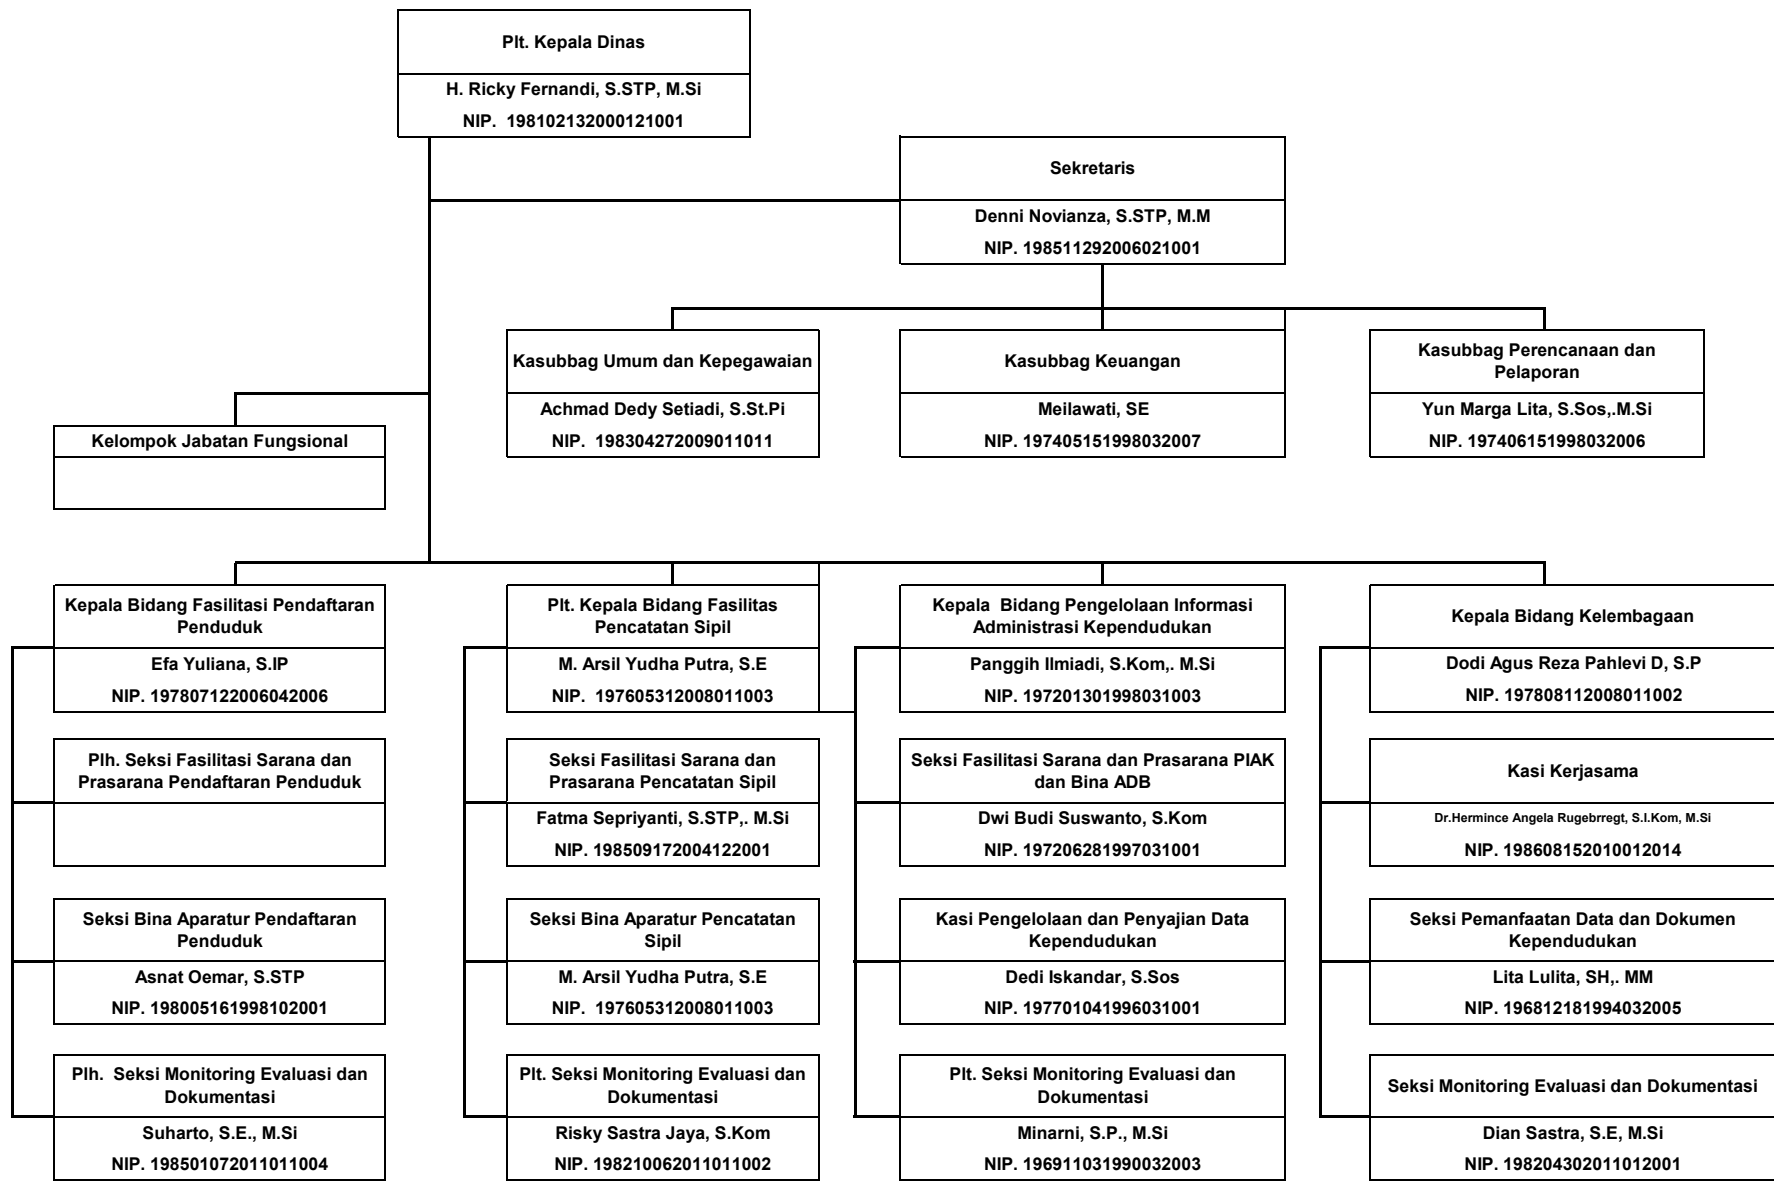 Plt. Kepala Dinas
H. Ricky Fernandi, S.STP, M.Si
NIP.  198102132000121001
Sekretaris
Denni Novianza, S.STP, M.M
NIP. 198511292006021001
Kasubbag Umum dan Kepegawaian
Achmad Dedy Setiadi, S.St.Pi
NIP.  198304272009011011
Kasubbag Keuangan
Meilawati, SE
NIP. 197405151998032007
Kasubbag Perencanaan dan
Pelaporan
Yun Marga Lita, S.Sos,.M.Si
NIP. 197406151998032006
Kelompok Jabatan Fungsional
Kepala Bidang Fasilitasi Pendaftaran
Penduduk
Efa Yuliana, S.IP
NIP. 197807122006042006
Plh. Seksi Fasilitasi Sarana dan
Prasarana Pendaftaran Penduduk
Seksi Bina Aparatur Pendaftaran
Penduduk
Asnat Oemar, S.STP
NIP. 198005161998102001
Plh.  Seksi Monitoring Evaluasi dan
Dokumentasi
Suharto, S.E., M.Si
NIP. 198501072011011004
Plt. Kepala Bidang Fasilitas
Pencatatan Sipil
M. Arsil Yudha Putra, S.E
NIP.  197605312008011003
Seksi Fasilitasi Sarana dan
Prasarana Pencatatan Sipil
Fatma Sepriyanti, S.STP,. M.Si
NIP. 198509172004122001
Seksi Bina Aparatur Pencatatan
Sipil
M. Arsil Yudha Putra, S.E
NIP.  197605312008011003
Plt. Seksi Monitoring Evaluasi dan
Dokumentasi
Risky Sastra Jaya, S.Kom
NIP. 198210062011011002
Kepala  Bidang Pengelolaan Informasi
Administrasi Kependudukan
Panggih Ilmiadi, S.Kom,. M.Si
NIP. 197201301998031003
Seksi Fasilitasi Sarana dan Prasarana PIAK
dan Bina ADB
Dwi Budi Suswanto, S.Kom
NIP. 197206281997031001
Kasi Pengelolaan dan Penyajian Data
Kependudukan
Dedi Iskandar, S.Sos
NIP. 197701041996031001
Plt. Seksi Monitoring Evaluasi dan
Dokumentasi
Minarni, S.P., M.Si
NIP. 196911031990032003
Kepala Bidang Kelembagaan
Dodi Agus Reza Pahlevi D, S.P
NIP. 197808112008011002
Kasi Kerjasama
Dr.Hermince Angela Rugebrregt, S.I.Kom, M.Si
NIP. 198608152010012014
Seksi Pemanfaatan Data dan Dokumen
Kependudukan
Lita Lulita, SH,. MM
NIP. 196812181994032005
Seksi Monitoring Evaluasi dan Dokumentasi
Dian Sastra, S.E, M.Si
NIP. 198204302011012001